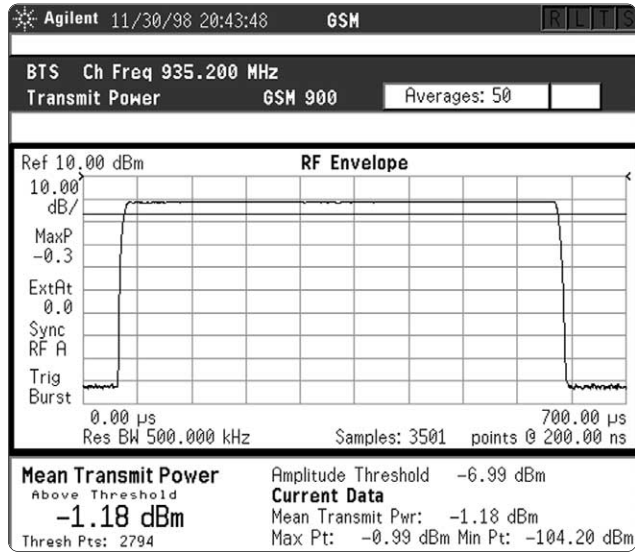 Agilent 11/30/98 20:43:48 GSM R L T S
BTS Ch Freq 935.200 MHz
Transmit Power GSM 900 Averages: 50
Ref 10.00 dBm RF Envelope
10.00
dB/
MaxP
-0.3
ExtAt
0.0
Sync
RF A
Trig
Burst
0.00 µs 700.00 µs
Res BW 500.000 kHz Samples: 3501 points @ 200.00 ns
Mean Transmit Power Amplitude Threshold -6.99 dBm
Above Threshold Current Data
-1.18 dBm Mean Transmit Pwr: -1.18 dBm
Thresh Pts: 2794 Max Pt: -0.99 dBm Min Pt: -104.20 dBm